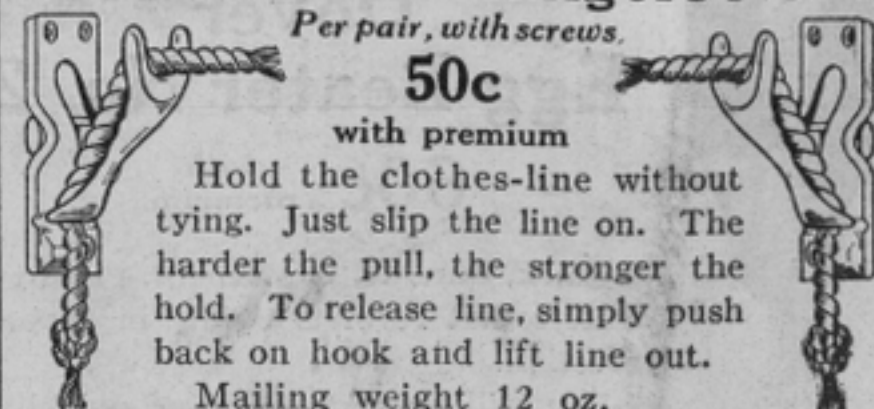 Per pair, with screws.
50c
with premium
Hold the clothes-line without
tying. Just slip the line on. The
harder the pull, the stronger the
hold. To release line, simply push
back on hook and lift line out.
Mailing weight 12 oz.